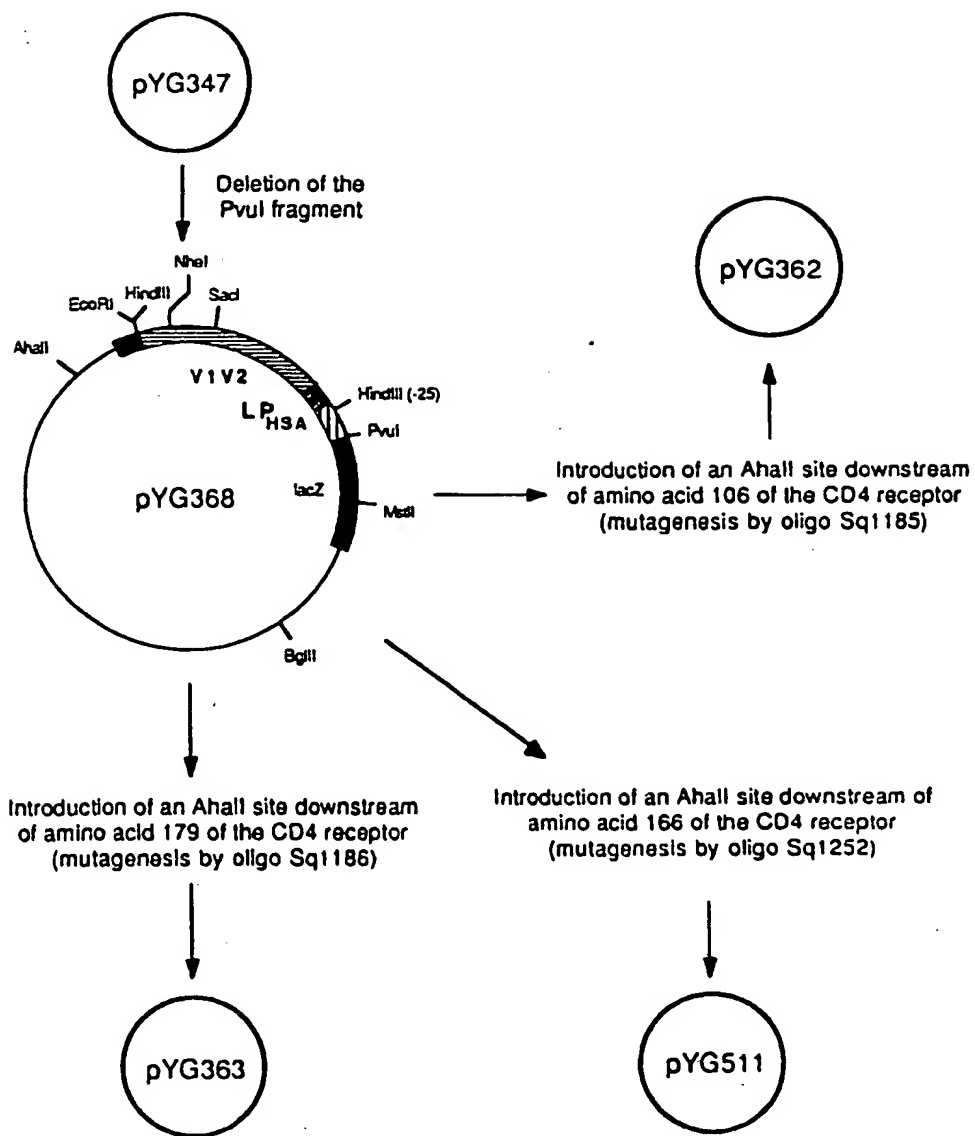 pYG347
Deletion of the
PvuI fragment
NheI
EcoRI
HindIII
SacI
AhaII
V1V2
LP HSA
HindIII (-25)
PvuI
lacZ
MstII
pYG368
BglII
pYG362
Introduction of an AhaII site downstream
of amino acid 106 of the CD4 receptor
(mutagenesis by oligo Sq1185)
Introduction of an AhaII site downstream
of amino acid 179 of the CD4 receptor
(mutagenesis by oligo Sq1186)
Introduction of an AhaII site downstream of
amino acid 166 of the CD4 receptor
(mutagenesis by oligo Sq1252)
pYG363
pYG511